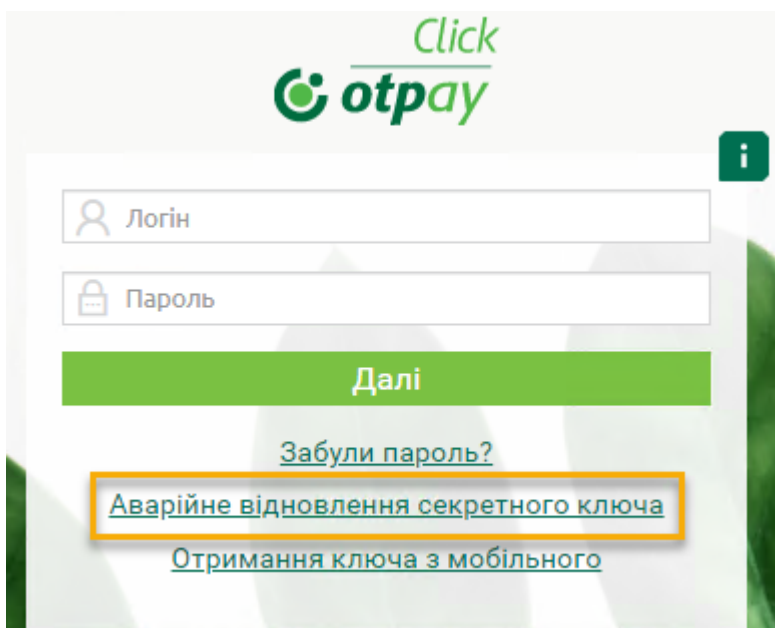 Click
otpay
i
Логін
Пароль
Далі
Забули пароль?
Аварійне відновлення секретного ключа
Отримання ключа з мобільного